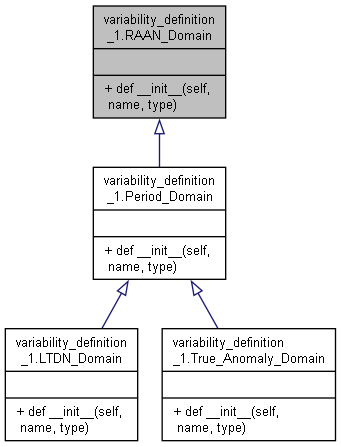 variability_definition
_1.RAAN_Domain
+ def __init__(self,
name, type)
variability_definition
_1.Period_Domain
+ def __init__(self,
name, type)
variability_definition
_1.LTDN_Domain
+ def __init__(self,
name, type)
variability_definition
_1.True_Anomaly_Domain
+ def __init__(self,
name, type)